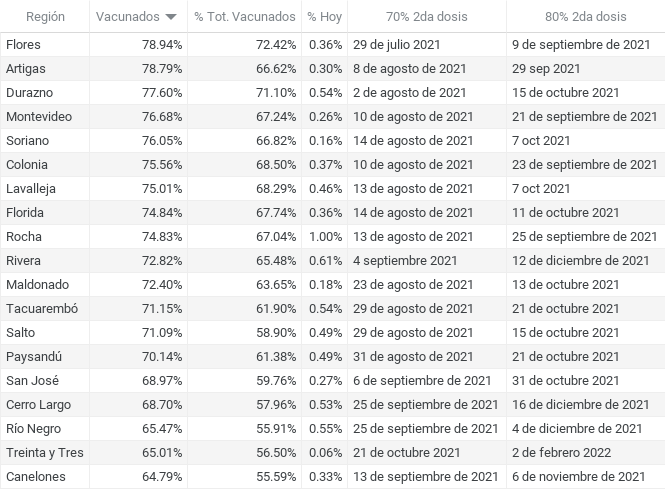 Región Vacunados % Tot. Vacunados % Hoy 70% 2da dosis 80% 2da dosis
Flores 78.94% 72.42% 0.36% 29 de julio 2021 9 de septiembre de 2021
Artigas 78.79% 66.62% 0.30% 8 de agosto de 2021 29 sep 2021
Durazno 77.60% 71.10% 0.54% 2 de agosto de 2021 15 de octubre 2021
Montevideo 76.68% 67.24% 0.26% 10 de agosto de 2021 21 de septiembre de 2021
Soriano 76.05% 66.82% 0.16% 14 de agosto de 2021 7 oct 2021
Colonia 75.56% 68.50% 0.37% 10 de agosto de 2021 23 de septiembre de 2021
Lavalleja 75.01% 68.29% 0.46% 13 de agosto de 2021 7 oct 2021
Florida 74.84% 67.74% 0.36% 14 de agosto de 2021 11 de octubre 2021
Rocha 74.83% 67.04% 1.00% 13 de agosto de 2021 25 de septiembre de 2021
Rivera 72.82% 65.48% 0.61% 4 septiembre 2021 12 de diciembre de 2021
Maldonado 72.40% 63.65% 0.18% 23 de agosto de 2021 13 de octubre 2021
Tacuarembó 71.15% 61.90% 0.54% 29 de agosto de 2021 21 de octubre 2021
Salto 71.09% 58.90% 0.49% 29 de agosto de 2021 15 de octubre 2021
Paysandú 70.14% 61.38% 0.49% 31 de agosto de 2021 21 de octubre 2021
San José 68.97% 59.76% 0.27% 6 de septiembre de 2021 31 de octubre 2021
Cerro Largo 68.70% 57.96% 0.53% 25 de septiembre de 2021 16 de diciembre de 2021
Río Negro 65.47% 55.91% 0.55% 25 de septiembre de 2021 4 de diciembre de 2021
Treinta y Tres 65.01% 56.50% 0.06% 21 de octubre 2021 2 de febrero 2022
Canelones 64.79% 55.59% 0.33% 13 de septiembre de 2021 6 de noviembre de 2021